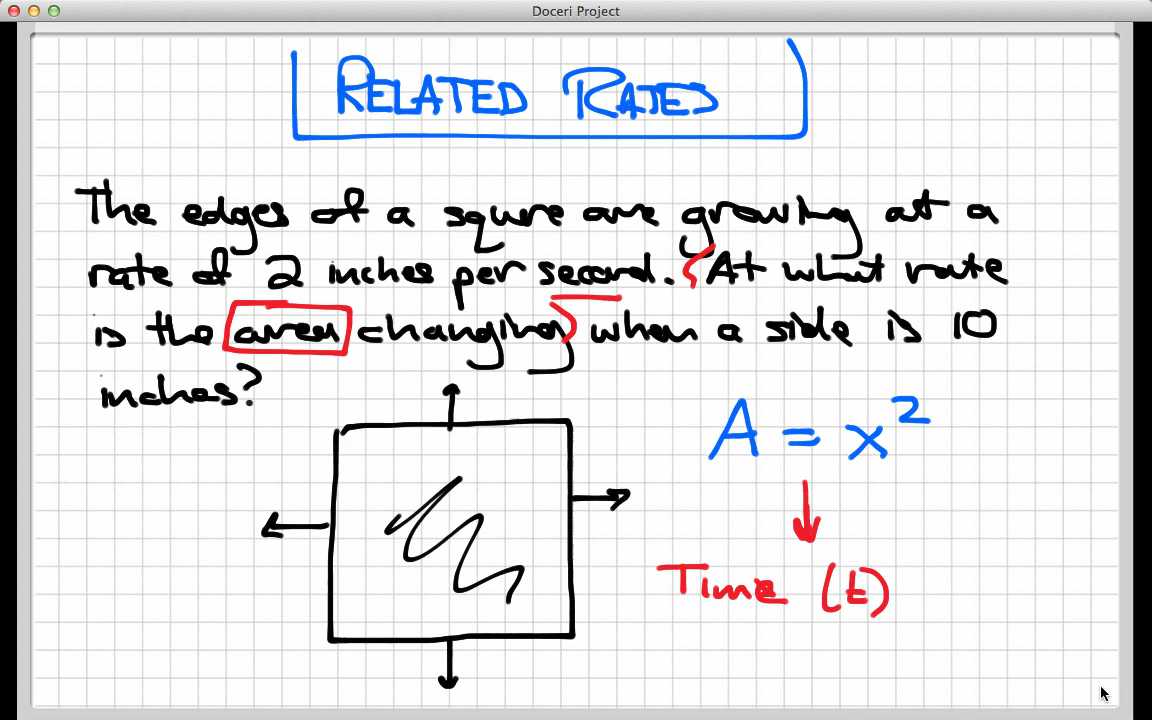 Doceri Project
RELATED RATES
The edges of a squre are growing at a
rate of 2 inches per second. At what rate
is the area changing when a side is 10
inches?
A = x²
Time (t)